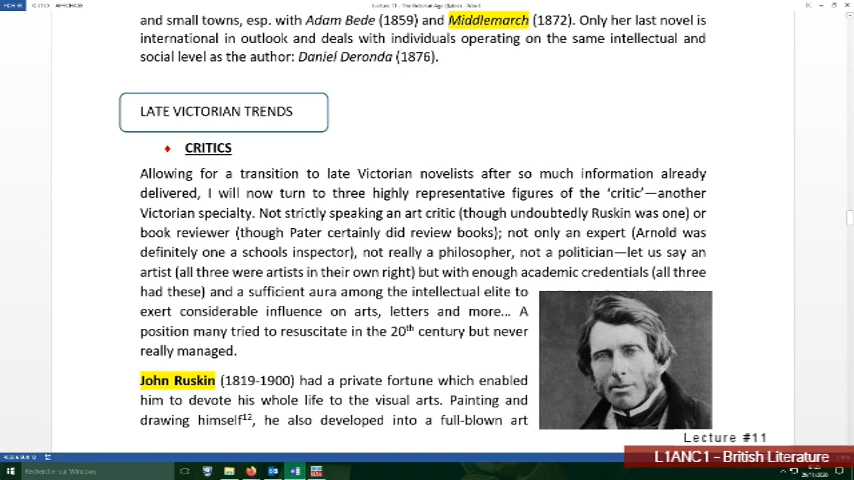 FICHIER OUTILS AFFICHAGE
and small towns, esp. with Adam Bede (1859) and Middlemarch (1872). Only her last novel is
international in outlook and deals with individuals operating on the same intellectual and
social level as the author: Daniel Deronda (1876).
LATE VICTORIAN TRENDS
♦ CRITICS
Allowing for a transition to late Victorian novelists after so much information already
delivered, I will now turn to three highly representative figures of the ‘critic’—another
Victorian specialty. Not strictly speaking an art critic (though undoubtedly Ruskin was one) or
book reviewer (though Pater certainly did review books); not only an expert (Arnold was
definitely one a schools inspector), not really a philosopher, not a politician—let us say an
artist (all three were artists in their own right) but with enough academic credentials (all three
had these) and a sufficient aura among the intellectual elite to
exert considerable influence on arts, letters and more... A
position many tried to resuscitate in the 20th century but never
really managed.
John Ruskin (1819-1900) had a private fortune which enabled
him to devote his whole life to the visual arts. Painting and
drawing himself12, he also developed into a full-blown art
Lecture #11
L1ANC1 - British Literature
Rechercher sur Windows